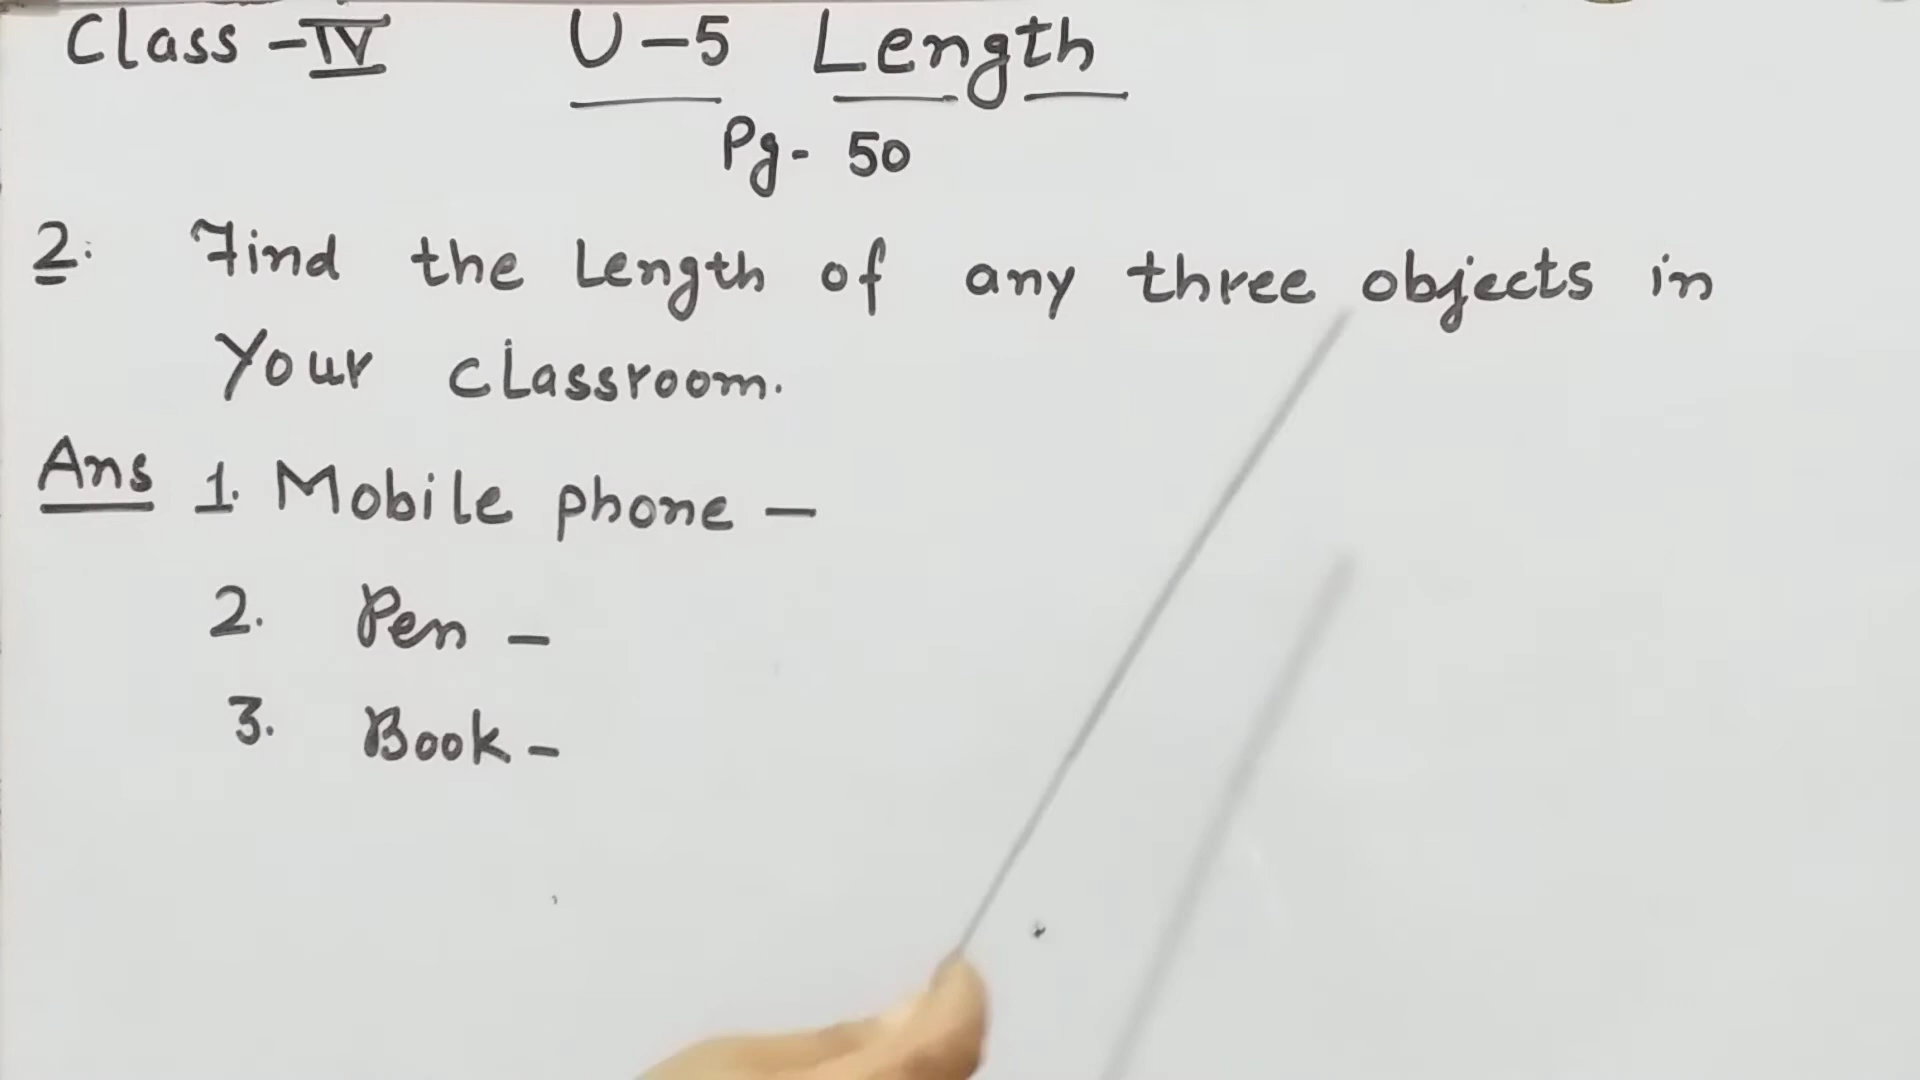 Class - IV U-5 Length
Pg- 50
2. Find the Length of any three objects in
Your classroom.
Ans 1. Mobile phone -
2. Pen -
3. Book -